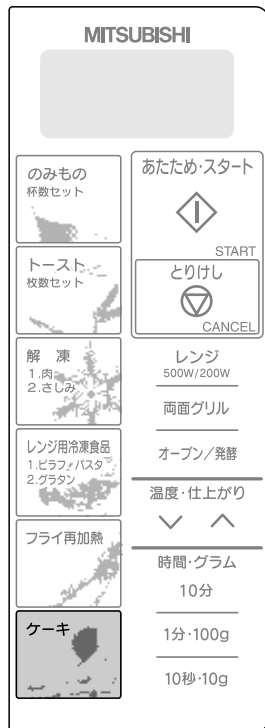 MITSUBISHI
のみもの
杯数セット
トースト
枚数セット
解 凍
1.肉
2.さしみ
レンジ用冷凍食品
1.ピラフ・パスタ
2.グラタン
フライ再加熱
ケーキ
あたため・スタート
START
とりけし
CANCEL
レンジ
500W/200W
両面グリル
オーブン/発酵
温度・仕上がり
時間・グラム
10分
1分・100g
10秒・10g